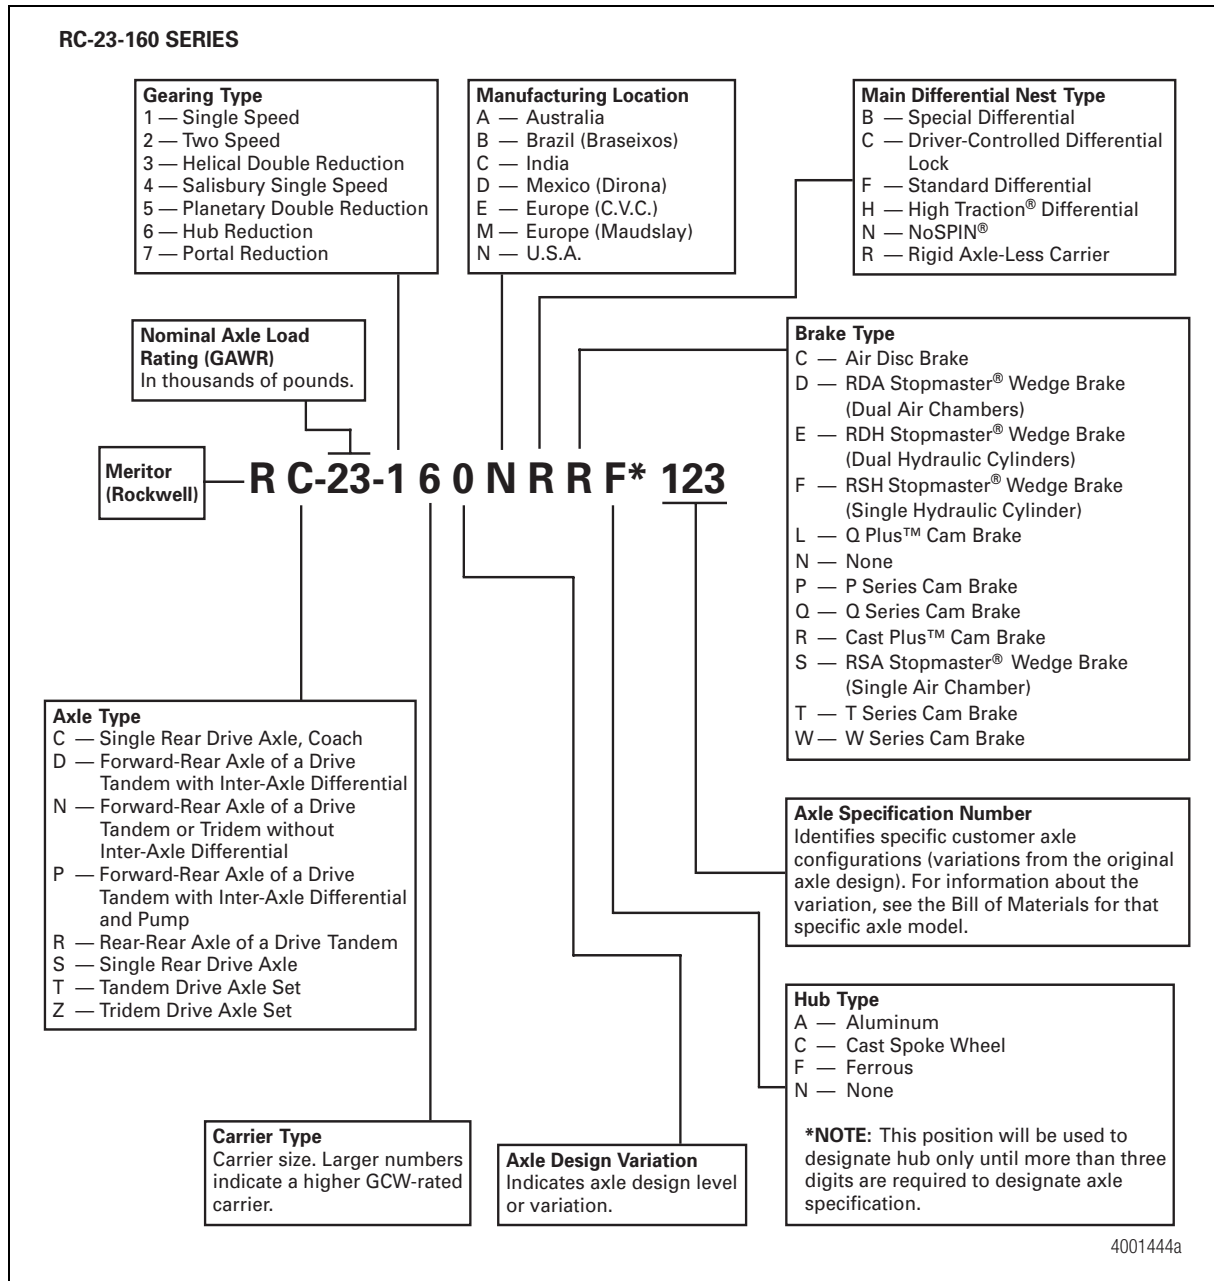 RC-23-160 SERIES
Gearing Type
1 — Single Speed
2 — Two Speed
3 — Helical Double Reduction
4 — Salisbury Single Speed
5 — Planetary Double Reduction
6 — Hub Reduction
7 — Portal Reduction
Manufacturing Location
A — Australia
B — Brazil (Braseixos)
C — India
D — Mexico (Dirona)
E — Europe (C.V.C.)
M — Europe (Maudslay)
N — U.S.A.
Main Differential Nest Type
B — Special Differential
C — Driver-Controlled Differential
Lock
F — Standard Differential
H — High Traction® Differential
N — NoSPIN®
R — Rigid Axle-Less Carrier
Nominal Axle Load
Rating (GAWR)
In thousands of pounds.
Brake Type
C — Air Disc Brake
D — RDA Stopmaster® Wedge Brake
(Dual Air Chambers)
E — RDH Stopmaster® Wedge Brake
(Dual Hydraulic Cylinders)
F — RSH Stopmaster® Wedge Brake
(Single Hydraulic Cylinder)
L — Q Plus™ Cam Brake
N — None
P — P Series Cam Brake
Q — Q Series Cam Brake
R — Cast Plus™ Cam Brake
S — RSA Stopmaster® Wedge Brake
(Single Air Chamber)
T — T Series Cam Brake
W — W Series Cam Brake
Meritor
(Rockwell)
R C-23-1 6 0 N R R F* 123
Axle Type
C — Single Rear Drive Axle, Coach
D — Forward-Rear Axle of a Drive
Tandem with Inter-Axle Differential
N — Forward-Rear Axle of a Drive
Tandem or Tridem without
Inter-Axle Differential
P — Forward-Rear Axle of a Drive
Tandem with Inter-Axle Differential
and Pump
R — Rear-Rear Axle of a Drive Tandem
S — Single Rear Drive Axle
T — Tandem Drive Axle Set
Z — Tridem Drive Axle Set
Axle Specification Number
Identifies specific customer axle
configurations (variations from the original
axle design). For information about the
variation, see the Bill of Materials for that
specific axle model.
Hub Type
A — Aluminum
C — Cast Spoke Wheel
F — Ferrous
N — None
*NOTE: This position will be used to
designate hub only until more than three
digits are required to designate axle
specification.
Carrier Type
Carrier size. Larger numbers
indicate a higher GCW-rated
carrier.
Axle Design Variation
Indicates axle design level
or variation.
4001444a